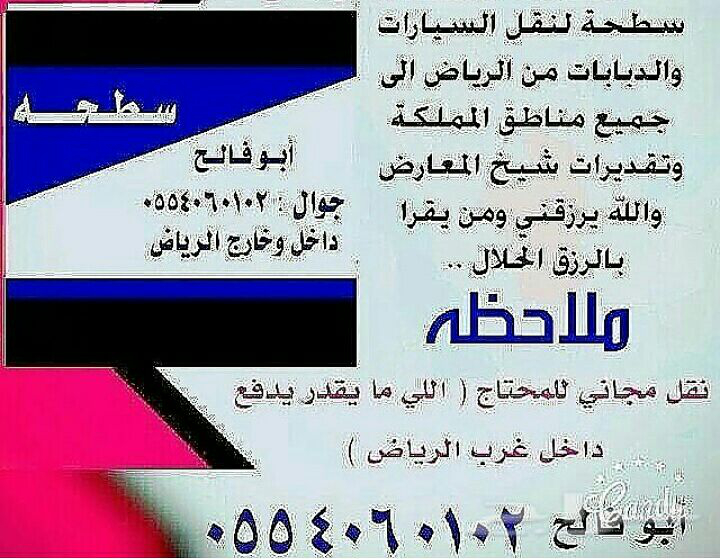 سطحة لنقل السيارات
والدبابات من الرياض الى
جميع مناطق المملكة
وتقديرات شيخ المعارض
والله يرزقني ومن يقرا
بالرزق الحلال ..
سطحه
أبو فالح
جوال : ٠٥٥٤٠٦٠١٠٢
داخل وخارج الرياض
ملاحظه
نقل مجاني للمحتاج ( اللي ما يقدر يدفع
داخل غرب الرياض )
أبو فالح ٠٥٥٤٠٦٠١٠٢